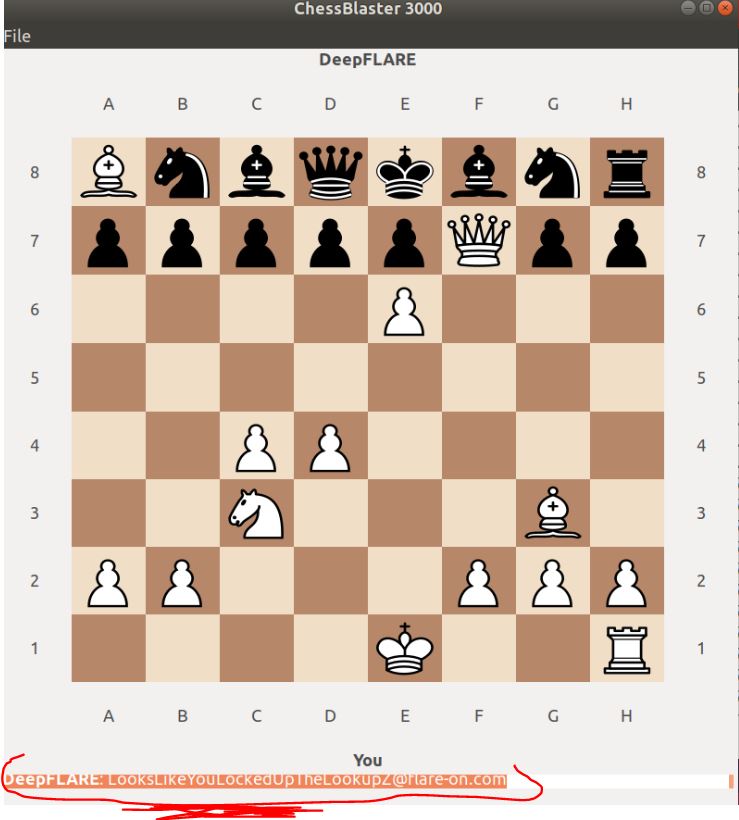 ChessBlaster 3000
File
DeepFLARE
A B C D E F G H
8 8
7 7
6 6
5 5
4 4
3 3
2 2
1 1
A B C D E F G H
You
DeepFLARE: LooksLikeYouLockedUpTheLookupZ@flare-on.com